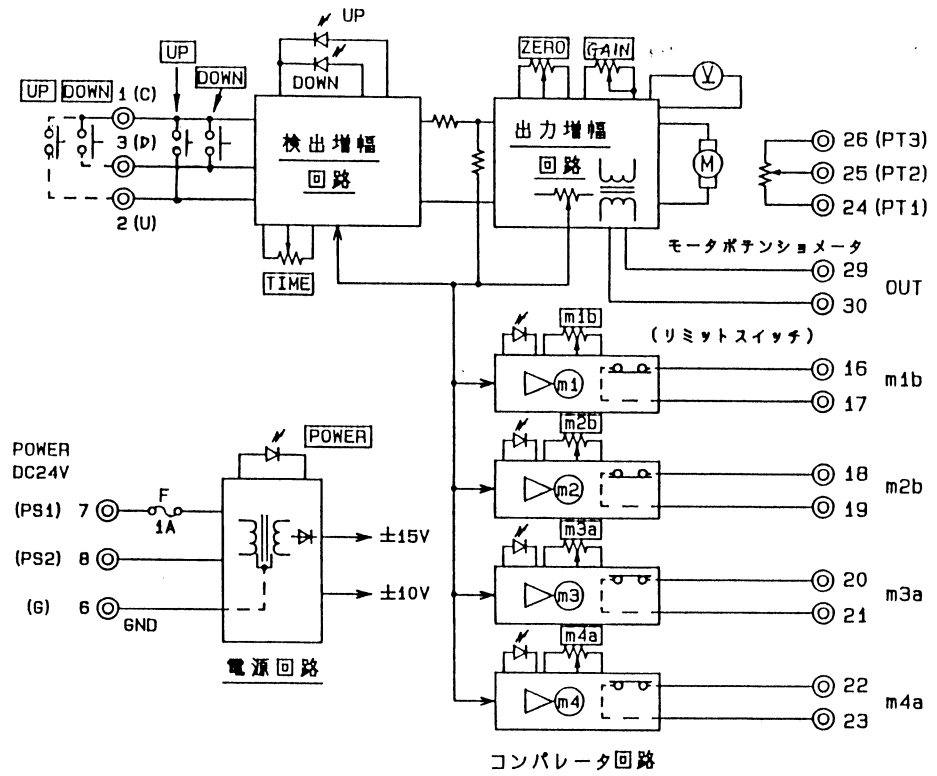 UP
DOWN
UP
DOWN
UP DOWN
1 (C)
3 (D)
2 (U)
検出増幅
回路
TIME
ZERO
GAIN
V
出力増幅
回路
M
26 (PT3)
25 (PT2)
24 (PT1)
モータポテンショメータ
29
30
OUT
(リミットスイッチ)
m1b
m1
16
17
m1b
m2b
m2
18
19
m2b
m3a
m3
20
21
m3a
m4a
m4
22
23
m4a
コンパレータ回路
POWER
DC24V
POWER
(PS1) 7
F
1A
(PS2) 8
(G) 6
GND
±15V
±10V
電源回路